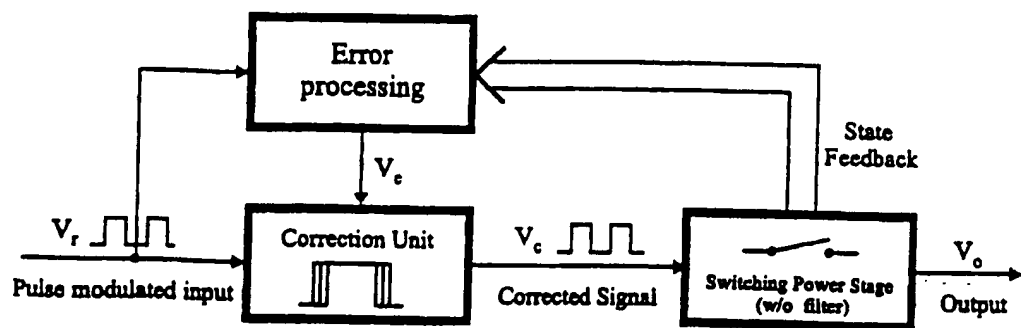 Error
processing
State
Feedback
Vₑ
Vᵣ
Correction Unit
V꜀
Vₒ
Pulse modulated input
Corrected Signal
Switching Power Stage
(w/o filter)
Output